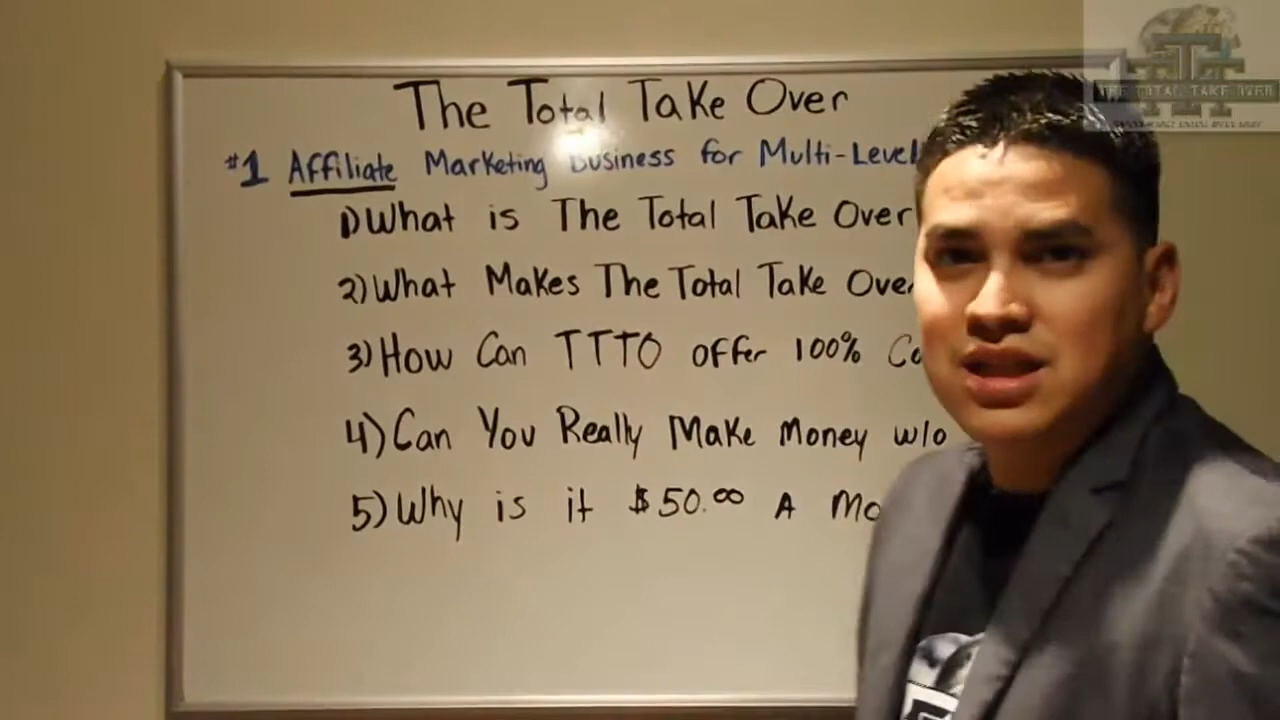 The Total Take Over
#1 Affiliate Marketing Business for Multi-Level
1) What is The Total Take Over
2) What Makes The Total Take Over
3) How Can TTTO offer 100%
4) Can You Really Make Money w/o
5) Why is it $50.00 A
THE TOTAL TAKE OVER